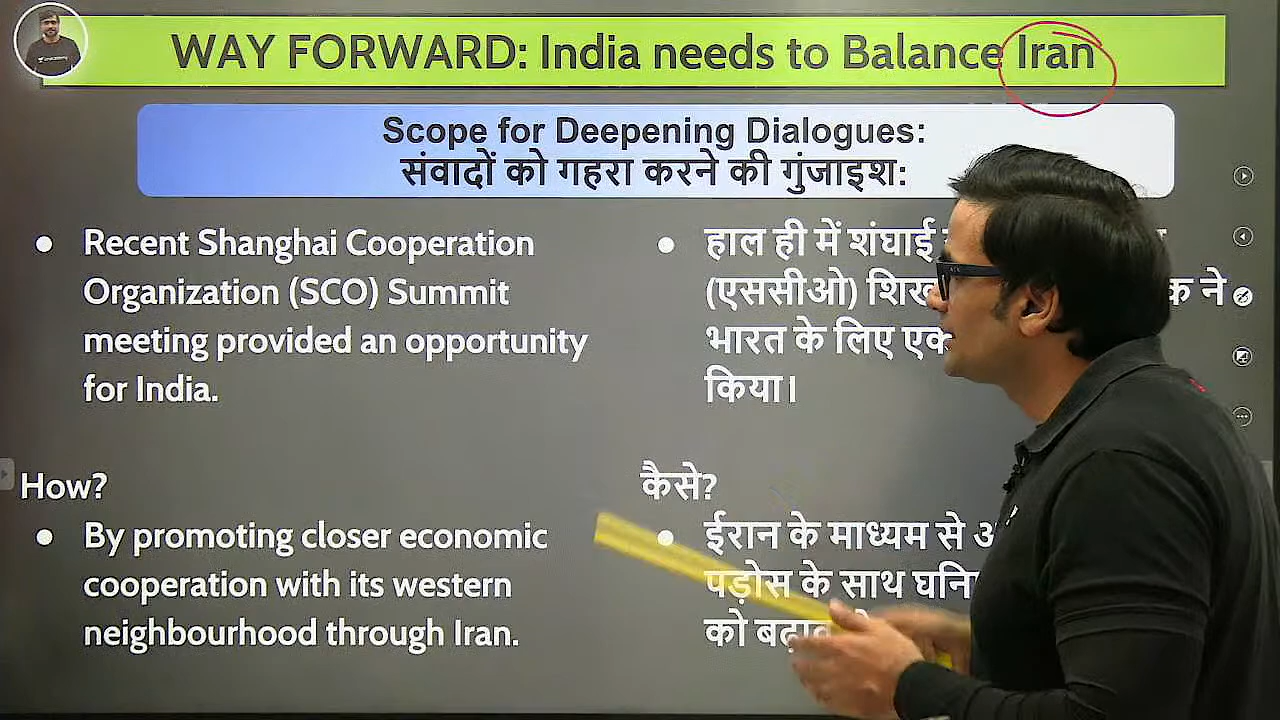 WAY FORWARD: India needs to Balance Iran
Scope for Deepening Dialogues:
संवादों को गहरा करने की गुंजाइश:
● Recent Shanghai Cooperation
Organization (SCO) Summit
meeting provided an opportunity
for India.
How?
● By promoting closer economic
cooperation with its western
neighbourhood through Iran.
● हाल ही में शंघाई
(एससीओ) ने
भारत के लिए
किया।
कैसे?
● ईरान के माध्यम से
पड़ोस के साथ
को